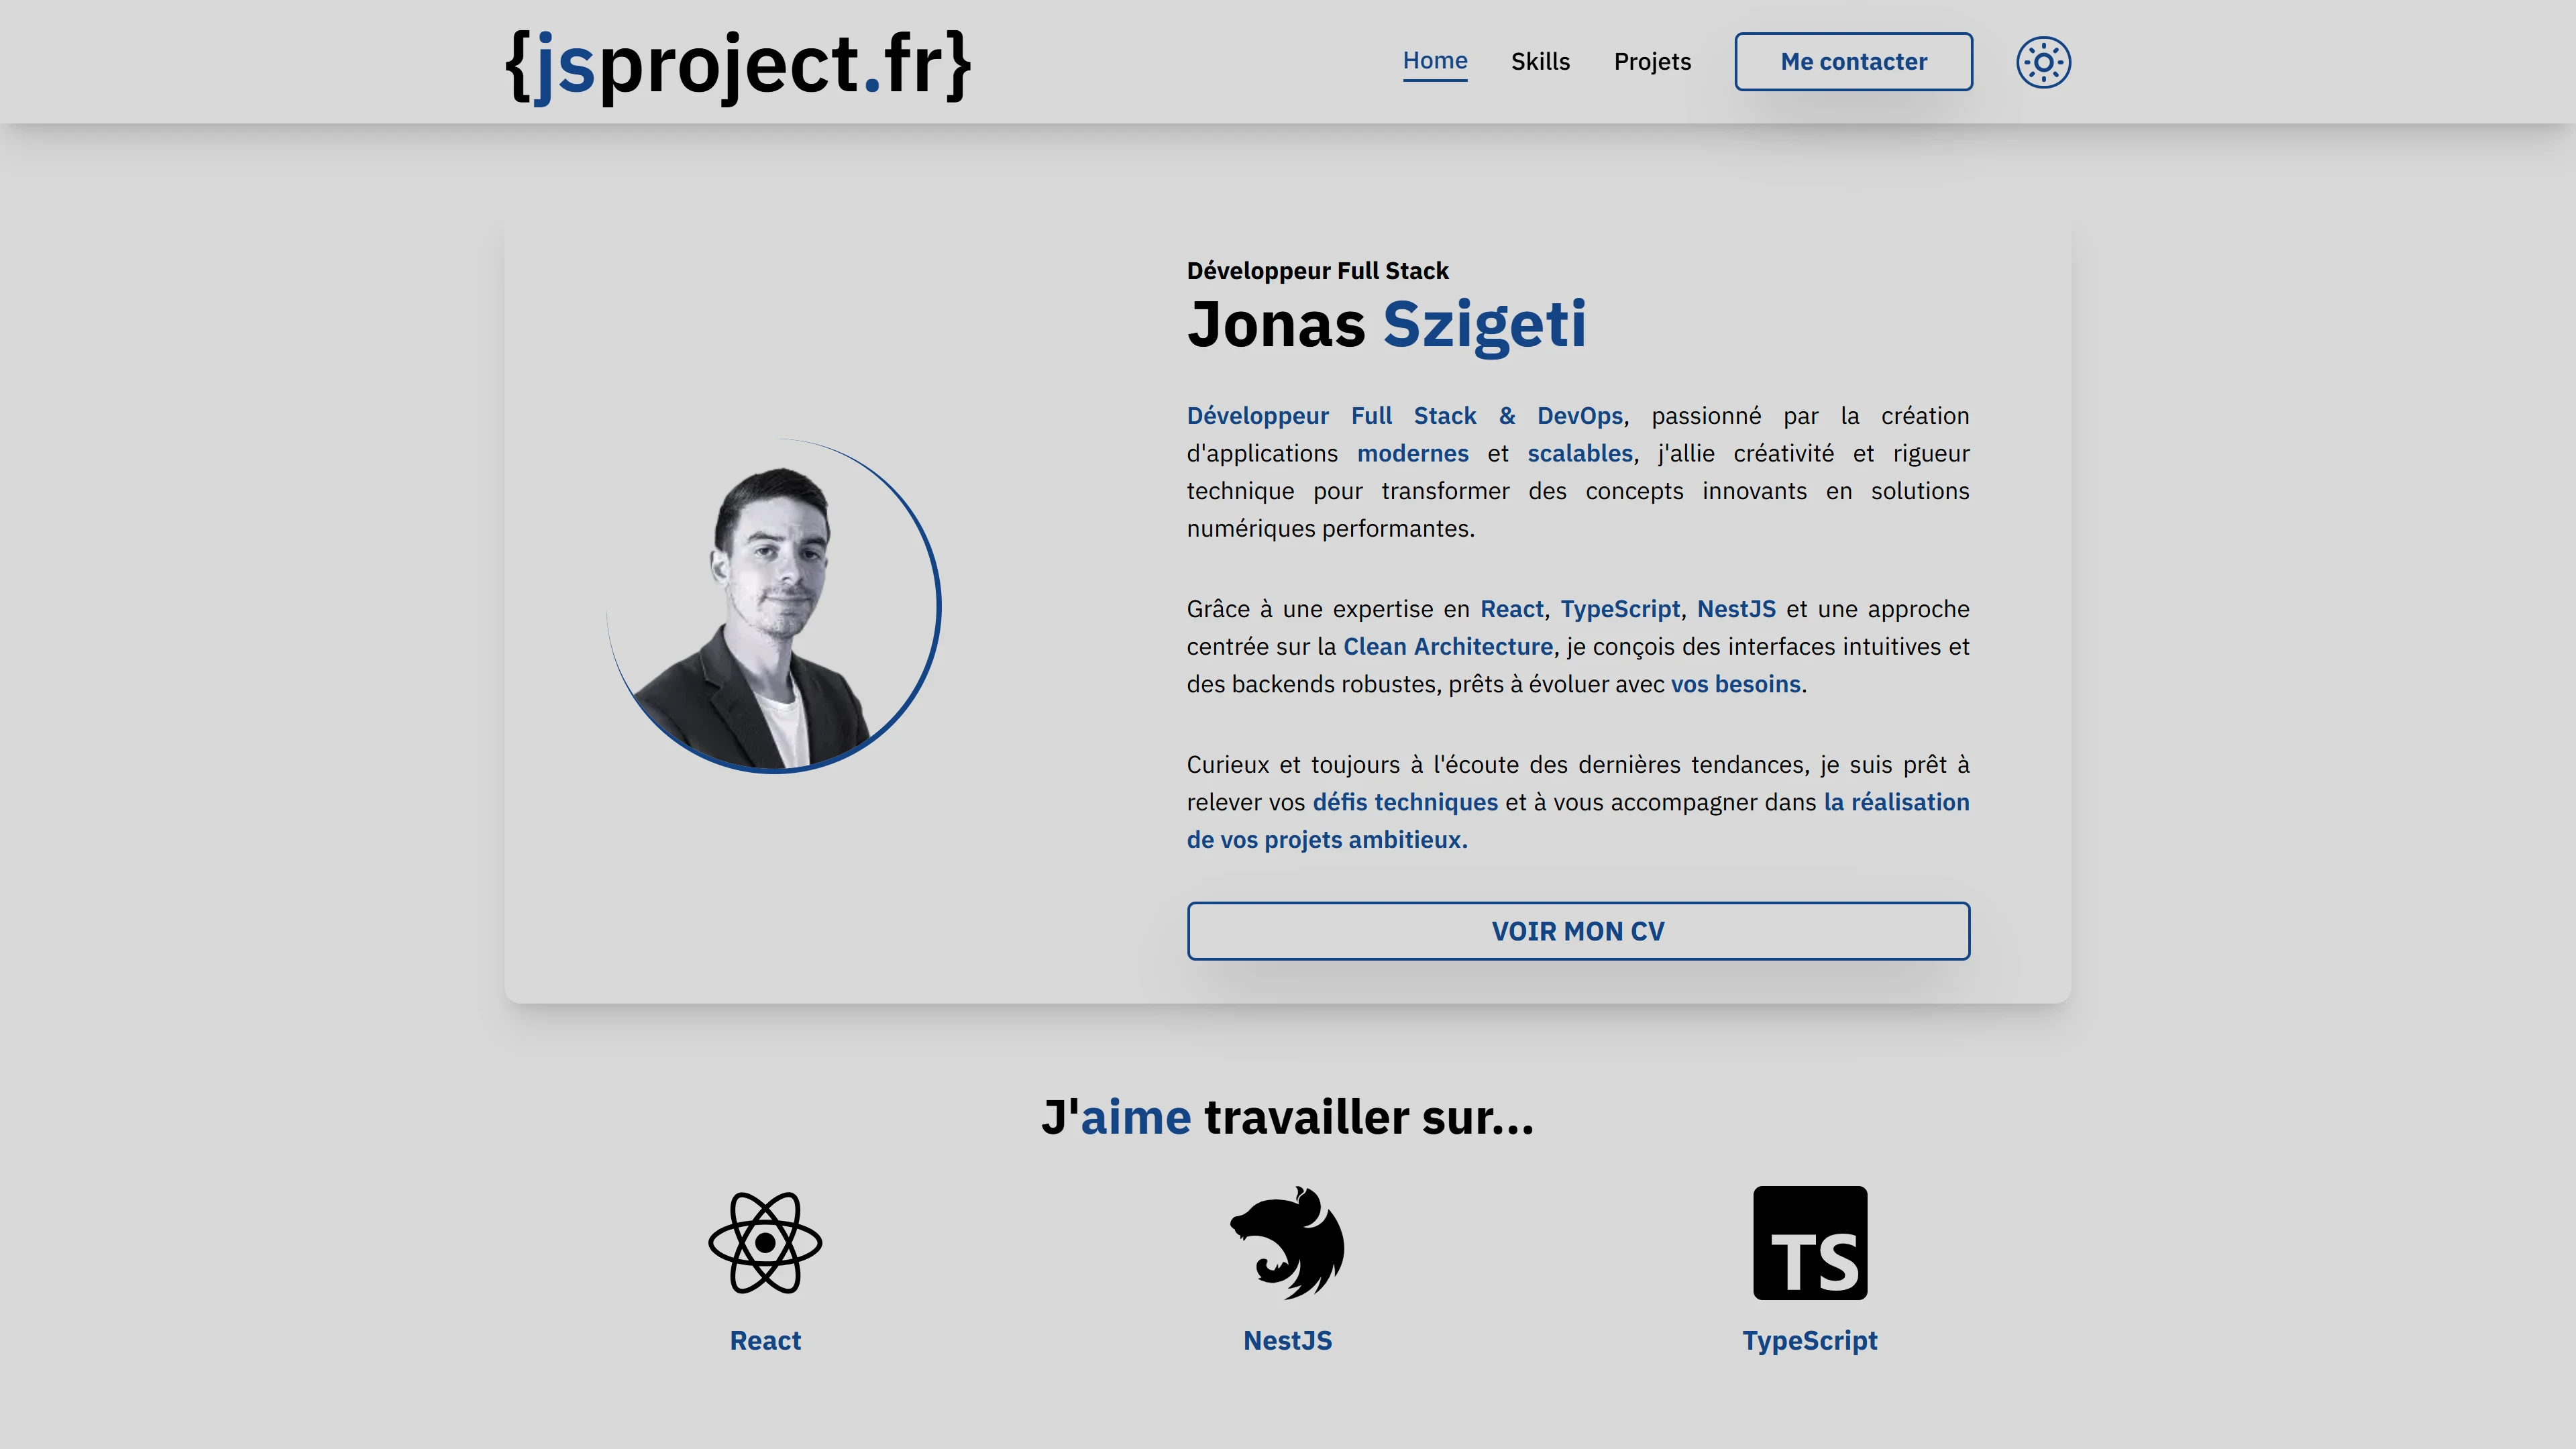 {jsproject.fr}
Home
Skills
Projets
Me contacter
Développeur Full Stack
Jonas Szigeti
Développeur Full Stack & DevOps, passionné par la création
d'applications modernes et scalables, j'allie créativité et rigueur
technique pour transformer des concepts innovants en solutions
numériques performantes.
Grâce à une expertise en React, TypeScript, NestJS et une approche
centrée sur la Clean Architecture, je conçois des interfaces intuitives et
des backends robustes, prêts à évoluer avec vos besoins.
Curieux et toujours à l'écoute des dernières tendances, je suis prêt à
relever vos défis techniques et à vous accompagner dans la réalisation
de vos projets ambitieux.
VOIR MON CV
J'aime travailler sur...
TS
React
NestJS
TypeScript